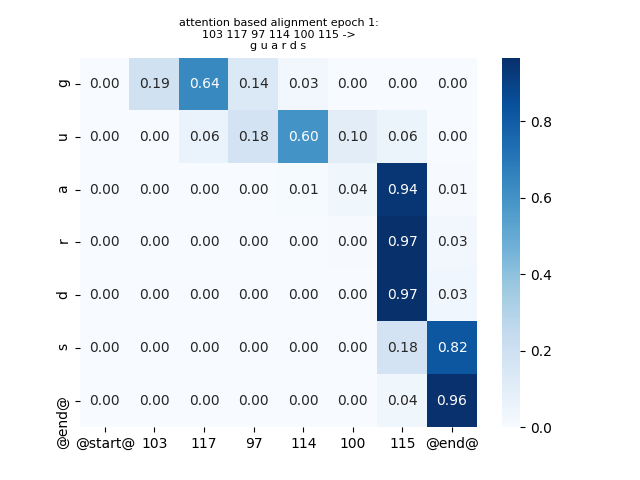 attention based alignment epoch 1:
103 117 97 114 100 115 ->
g u a r d s
g 0.00 0.19 0.64 0.14 0.03 0.00 0.00 0.00
u 0.00 0.00 0.06 0.18 0.60 0.10 0.06 0.00
a 0.00 0.00 0.00 0.00 0.01 0.04 0.94 0.01
r 0.00 0.00 0.00 0.00 0.00 0.00 0.97 0.03
d 0.00 0.00 0.00 0.00 0.00 0.00 0.97 0.03
s 0.00 0.00 0.00 0.00 0.00 0.00 0.18 0.82
@end@ 0.00 0.00 0.00 0.00 0.00 0.00 0.04 0.96
@start@ 103 117 97 114 100 115 @end@
0.8
0.6
0.4
0.2
0.0